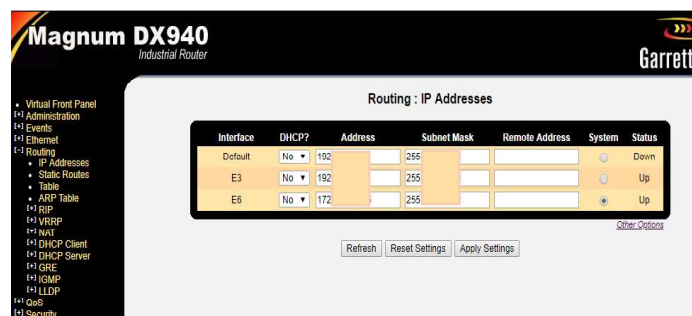 Magnum DX940
Industrial Router
Garrett
Virtual Front Panel
[+] Administration
[+] Events
[+] Ethernet
[-] Routing
IP Addresses
Static Routes
Table
ARP Table
[+] RIP
[+] VRRP
[+] NAT
[+] DHCP Client
[+] DHCP Server
[+] GRE
[+] IGMP
[+] LLDP
[+] QoS
[+] Security
Routing : IP Addresses
Interface DHCP? Address Subnet Mask Remote Address System Status
Default No 192 255 Down
E3 No 192 255 Up
E6 No 172 255 Up
Other Options
Refresh Reset Settings Apply Settings